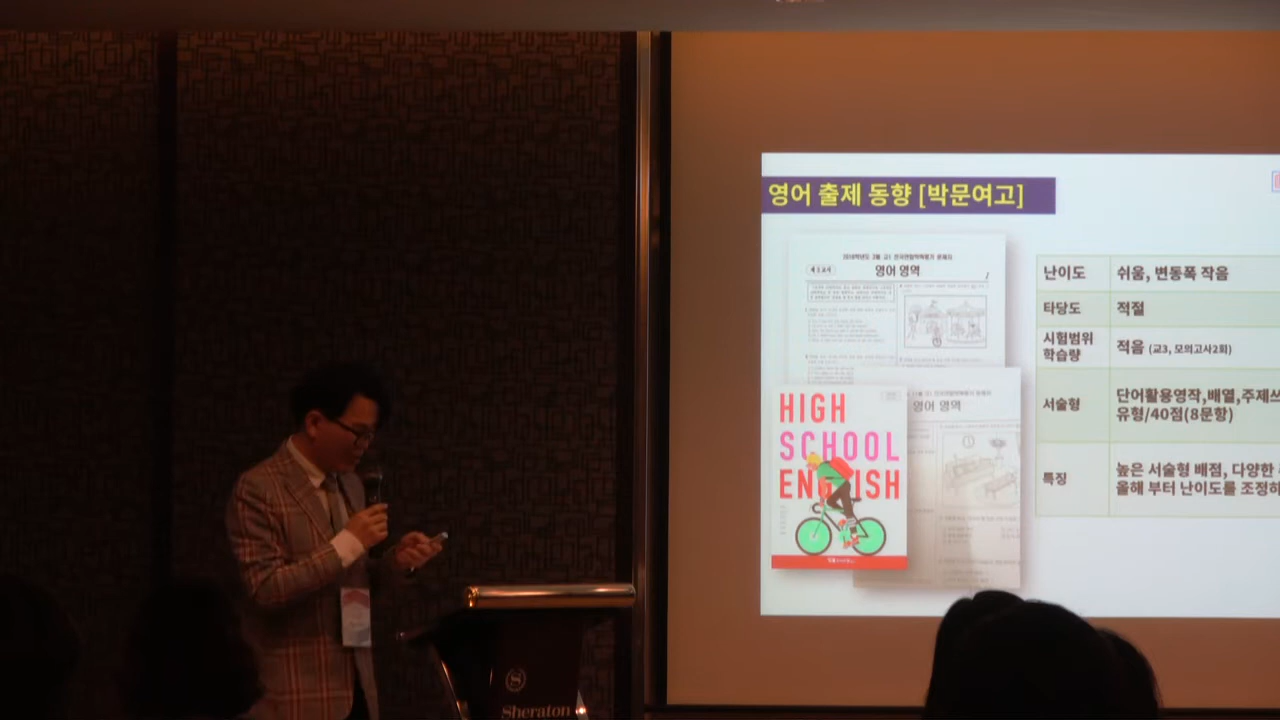 영어 출제 동향 [박문여고]
영어 영역
영어 영역
HIGH
SCHOOL
ENGLISH
난이도 쉬움, 변동폭 작음
타당도 적절
시험범위
학습량 적음 (교3, 모의고사2회)
서술형 단어활용영작,배열,주제쓰
유형/40점(8문항)
특징 높은 서술형 배점, 다양한
올해 부터 난이도를 조정하
S
Sheraton